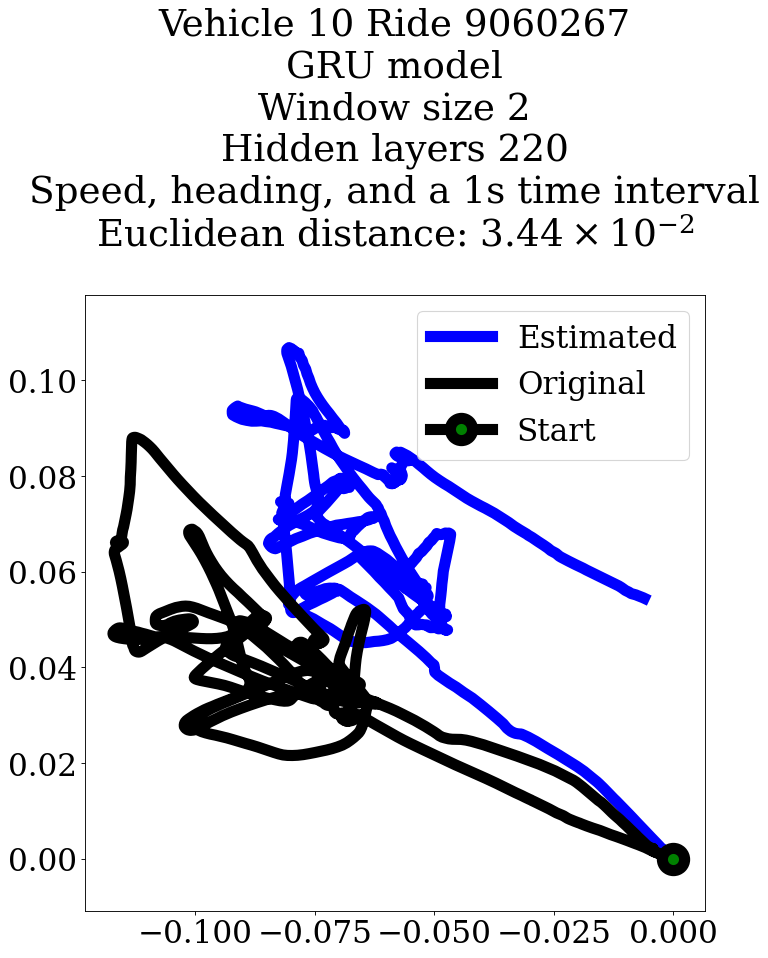 Vehicle 10 Ride 9060267
GRU model
Window size 2
Hidden layers 220
Speed, heading, and a 1s time interval
Euclidean distance: 3.44 × 10⁻²
Estimated
Original
Start
0.10
0.08
0.06
0.04
0.02
0.00
−0.100 −0.075 −0.050 −0.025 0.000